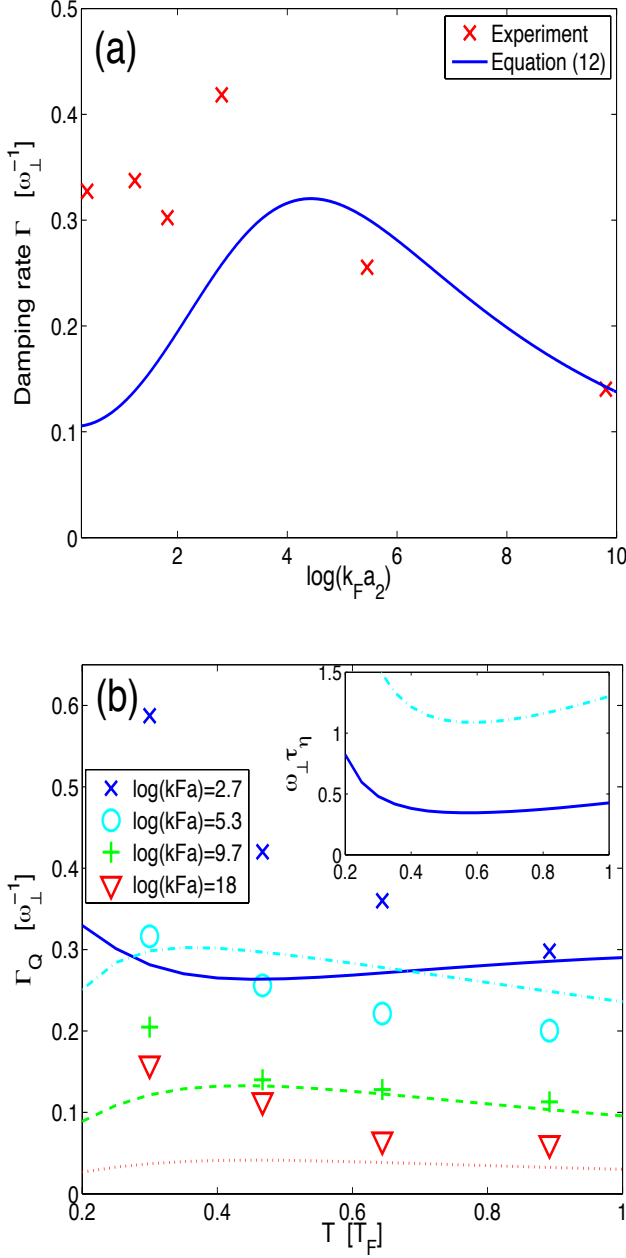 (a)
Experiment
Equation (12)
Damping rate Γ [ω⊥⁻¹]
0.5
0.4
0.3
0.2
0.1
0
2 4 6 8 10
log(k_F a_2)
(b)
log(kFa)=2.7
log(kFa)=5.3
log(kFa)=9.7
log(kFa)=18
Γ_Q [ω⊥⁻¹]
0.6
0.5
0.4
0.3
0.2
0.1
0
0.2 0.4 0.6 0.8 1
T [T_F]
ω⊥τ_η
1.5
1
0.5
0
0.2 0.4 0.6 0.8 1